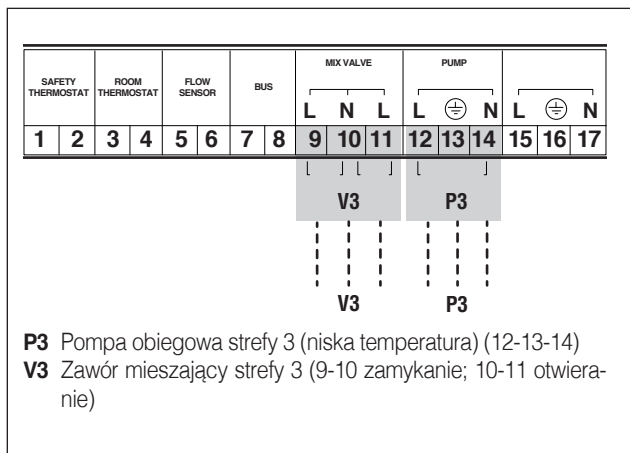 MIX VALVE PUMP
SAFETY THERMOSTAT ROOM THERMOSTAT FLOW SENSOR BUS
L N L L N L N
1 2 3 4 5 6 7 8 9 10 11 12 13 14 15 16 17
V3 P3
V3 P3
P3 Pompa obiegowa strefy 3 (niska temperatura) (12-13-14)
V3 Zawór mieszający strefy 3 (9-10 zamykanie; 10-11 otwiera-
nie)